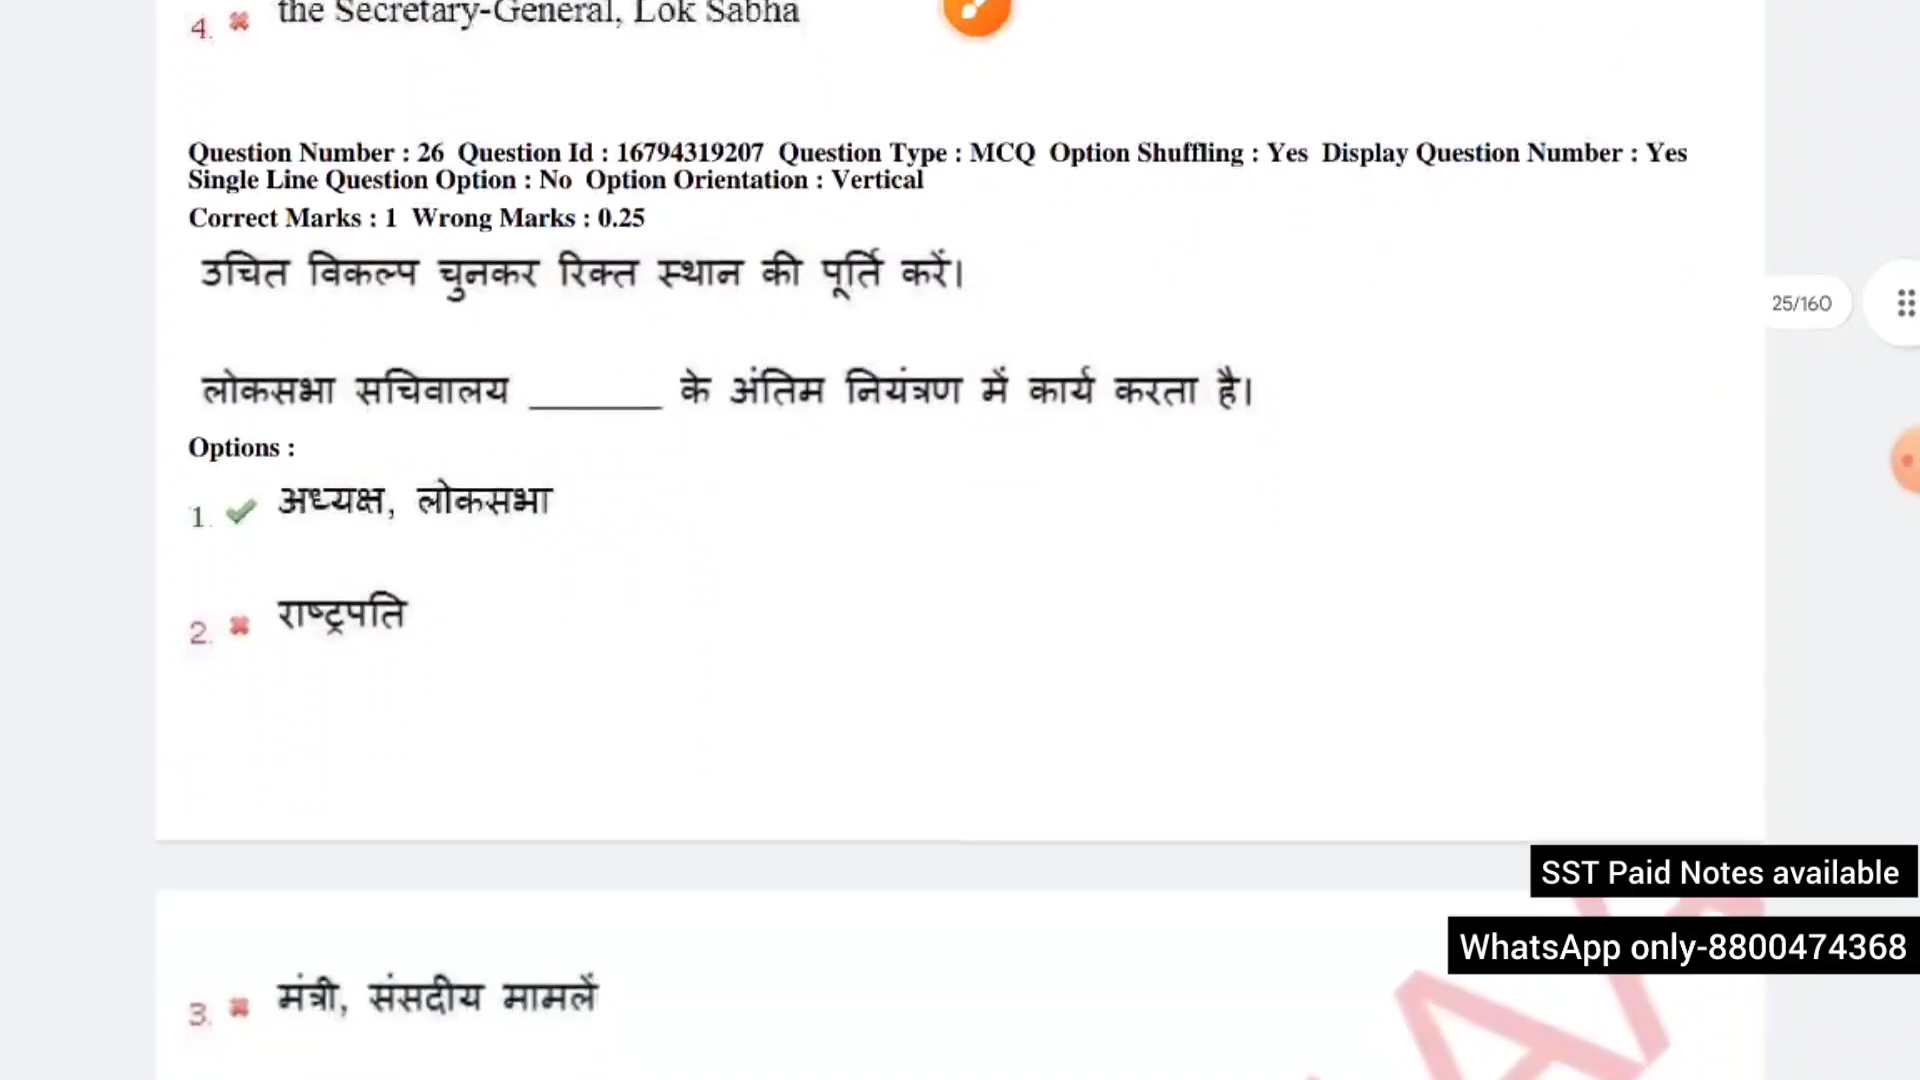 the Secretary-General, Lok Sabha
4.
Question Number : 26 Question Id : 16794319207 Question Type : MCQ Option Shuffling : Yes Display Question Number : Yes
Single Line Question Option : No Option Orientation : Vertical
Correct Marks : 1 Wrong Marks : 0.25
उचित विकल्प चुनकर रिक्त स्थान की पूर्ति करें।
25/160
लोकसभा सचिवालय ______ के अंतिम नियंत्रण में कार्य करता है।
Options :
1. अध्यक्ष, लोकसभा
2. राष्ट्रपति
SST Paid Notes available
WhatsApp only-8800474368
3. मंत्री, संसदीय मामलें